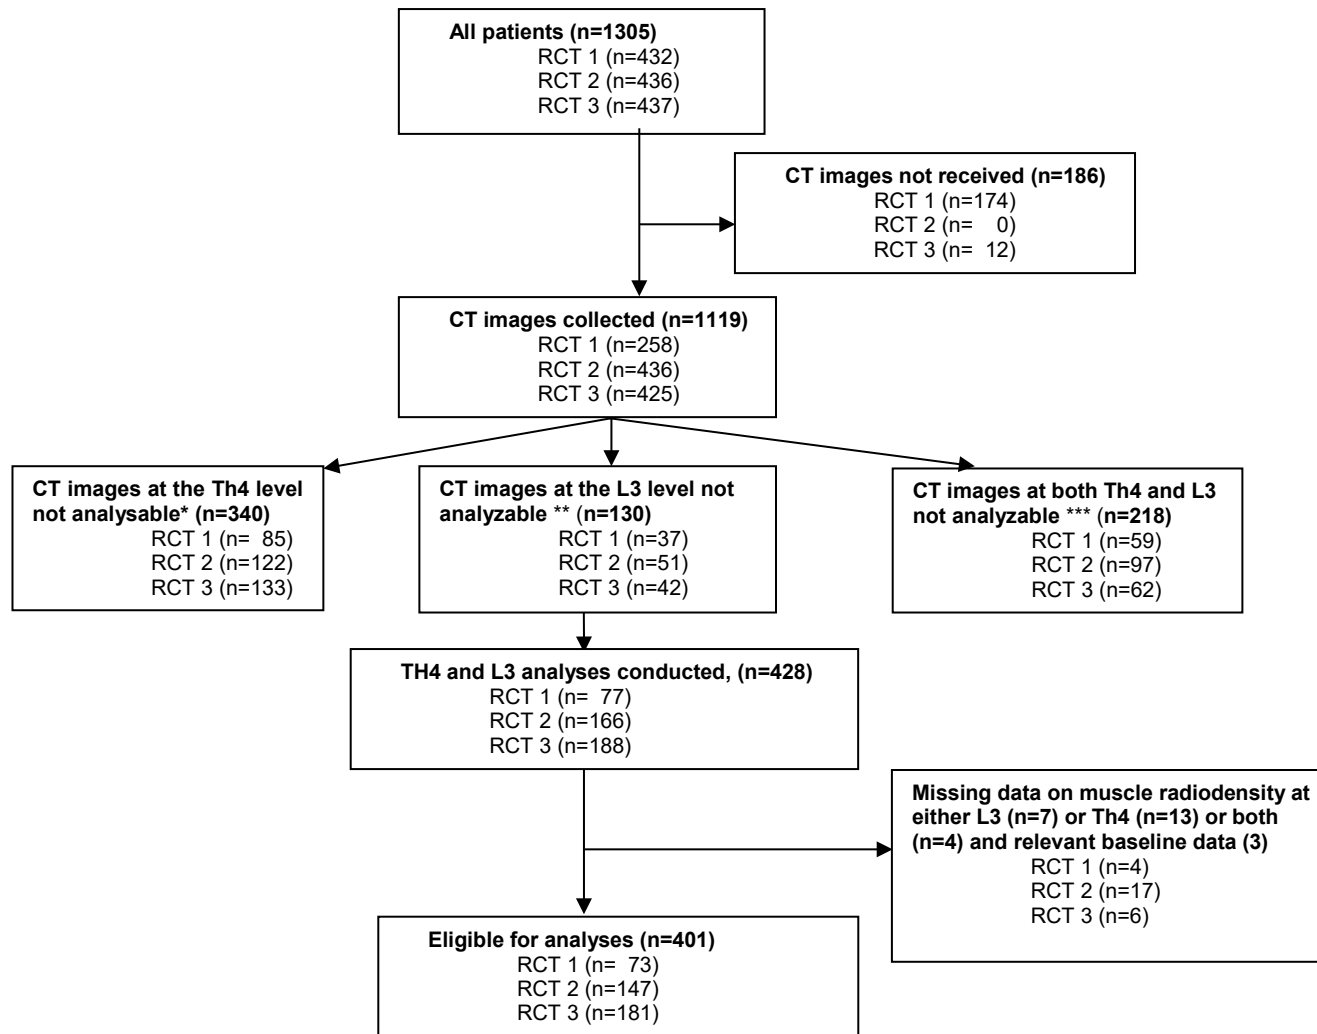 All patients (n=1305)
RCT 1 (n=432)
RCT 2 (n=436)
RCT 3 (n=437)
CT images not received (n=186)
RCT 1 (n=174)
RCT 2 (n=   0)
RCT 3 (n=  12)
CT images collected (n=1119)
RCT 1 (n=258)
RCT 2 (n=436)
RCT 3 (n=425)
CT images at the Th4 level
not analysable* (n=340)
RCT 1 (n=  85)
RCT 2 (n=122)
RCT 3 (n=133)
CT images at the L3 level not
analyzable ** (n=130)
RCT 1 (n=37)
RCT 2 (n=51)
RCT 3 (n=42)
CT images at both Th4 and L3
not analyzable *** (n=218)
RCT 1 (n=59)
RCT 2 (n=97)
RCT 3 (n=62)
TH4 and L3 analyses conducted, (n=428)
RCT 1 (n=  77)
RCT 2 (n=166)
RCT 3 (n=188)
Missing data on muscle radiodensity at
either L3 (n=7) or Th4 (n=13) or both
(n=4) and relevant baseline data (3)
RCT 1 (n=4)
RCT 2 (n=17)
RCT 3 (n=6)
Eligible for analyses (n=401)
RCT 1 (n=  73)
RCT 2 (n=147)
RCT 3 (n=181)